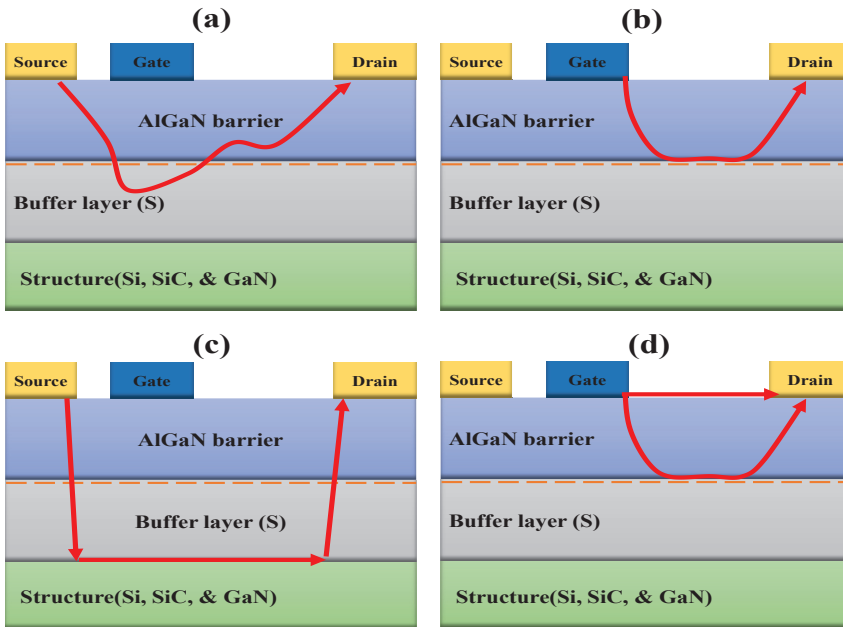 (a)
Source
Gate
Drain
AlGaN barrier
Buffer layer (S)
Structure(Si, SiC, & GaN)
(b)
Source
Gate
Drain
AlGaN barrier
Buffer layer (S)
Structure(Si, SiC, & GaN)
(c)
Source
Gate
Drain
AlGaN barrier
Buffer layer (S)
Structure(Si, SiC, & GaN)
(d)
Source
Gate
Drain
AlGaN barrier
Buffer layer (S)
Structure(Si, SiC, & GaN)